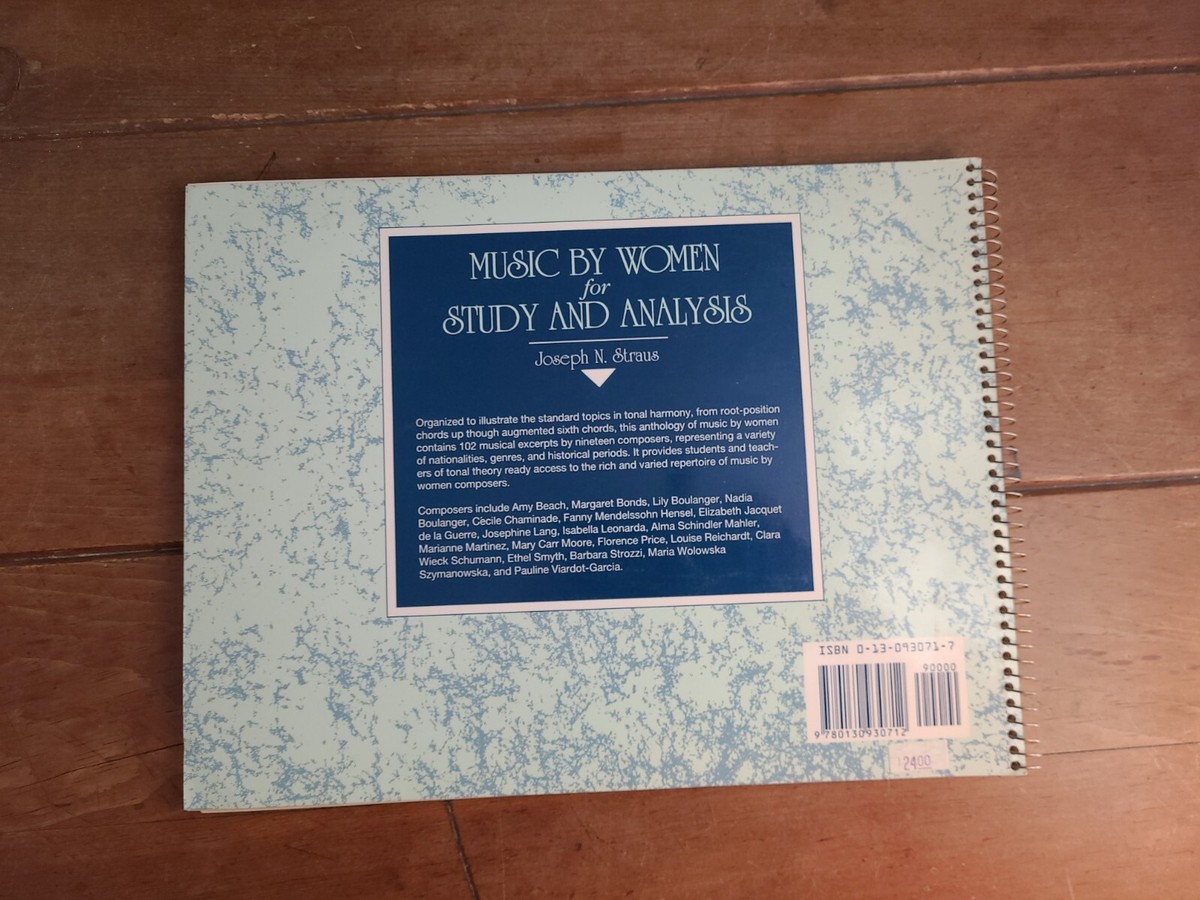 MUSIC BY WOMEN
for
STUDY AND ANALYSIS
Joseph N. Straus
Organized to illustrate the standard topics in tonal harmony, from root-position
chords up though augmented sixth chords, this anthology of music by women
contains 102 musical excerpts by nineteen composers, representing a variety
of nationalities, genres, and historical periods. It provides students and teach-
ers of tonal theory ready access to the rich and varied repertoire of music by
women composers.
Composers include Amy Beach, Margaret Bonds, Lily Boulanger, Nadia
Boulanger, Cècile Chaminade, Fanny Mendelssohn Hensel, Elizabeth Jacquet
de la Guerre, Josephine Lang, Isabella Leonarda, Alma Schindler Mahler,
Marianne Martinez, Mary Carr Moore, Florence Price, Louise Reichardt, Clara
Wieck Schumann, Ethel Smyth, Barbara Strozzi, Maria Wolowska
Szymanowska, and Pauline Viardot-Garcia.
ISBN 0-13-093071-7
90000
9 780130 930712
2400